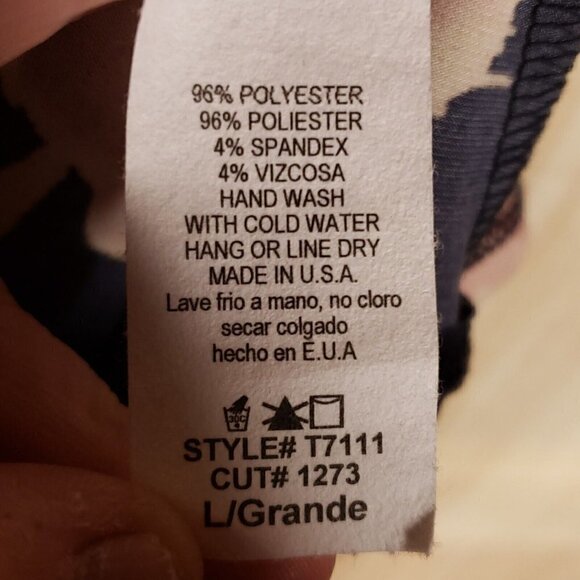 96% POLYESTER
96% POLIESTER
4% SPANDEX
4% VIZCOSA
HAND WASH
WITH COLD WATER
HANG OR LINE DRY
MADE IN U.S.A.
Lave frio a mano, no cloro
secar colgado
hecho en E.U.A
30C
STYLE# T7111
CUT# 1273
L/Grande